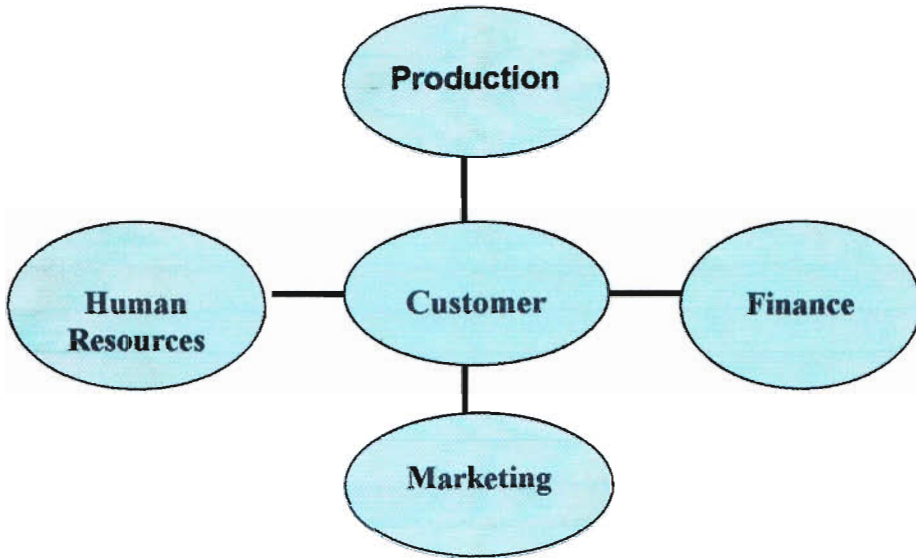 Production
Human
Resources
Customer
Finance
Marketing